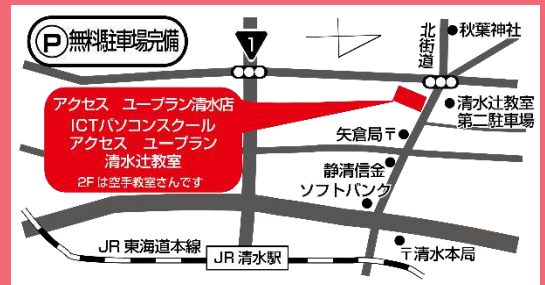 P無料駐車場完備
1
北街道
秋葉神社
アクセス ユープラン清水店
ICTパソコンスクール
アクセス ユープラン
清水辻教室
2Fは空手教室さんです
清水辻教室
第二駐車場
矢倉局〒
静清信金
ソフトバンク
JR東海道本線
JR清水駅
〒清水本局